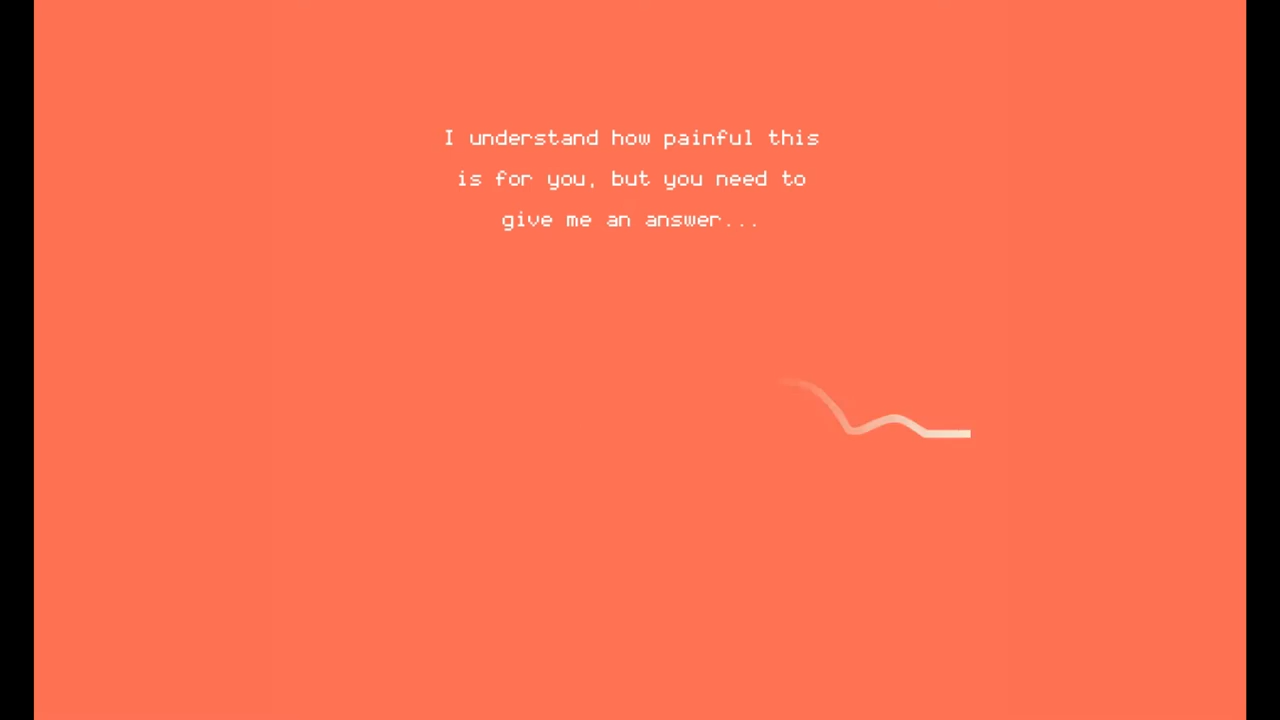 I understand how painful this
is for you, but you need to
give me an answer...